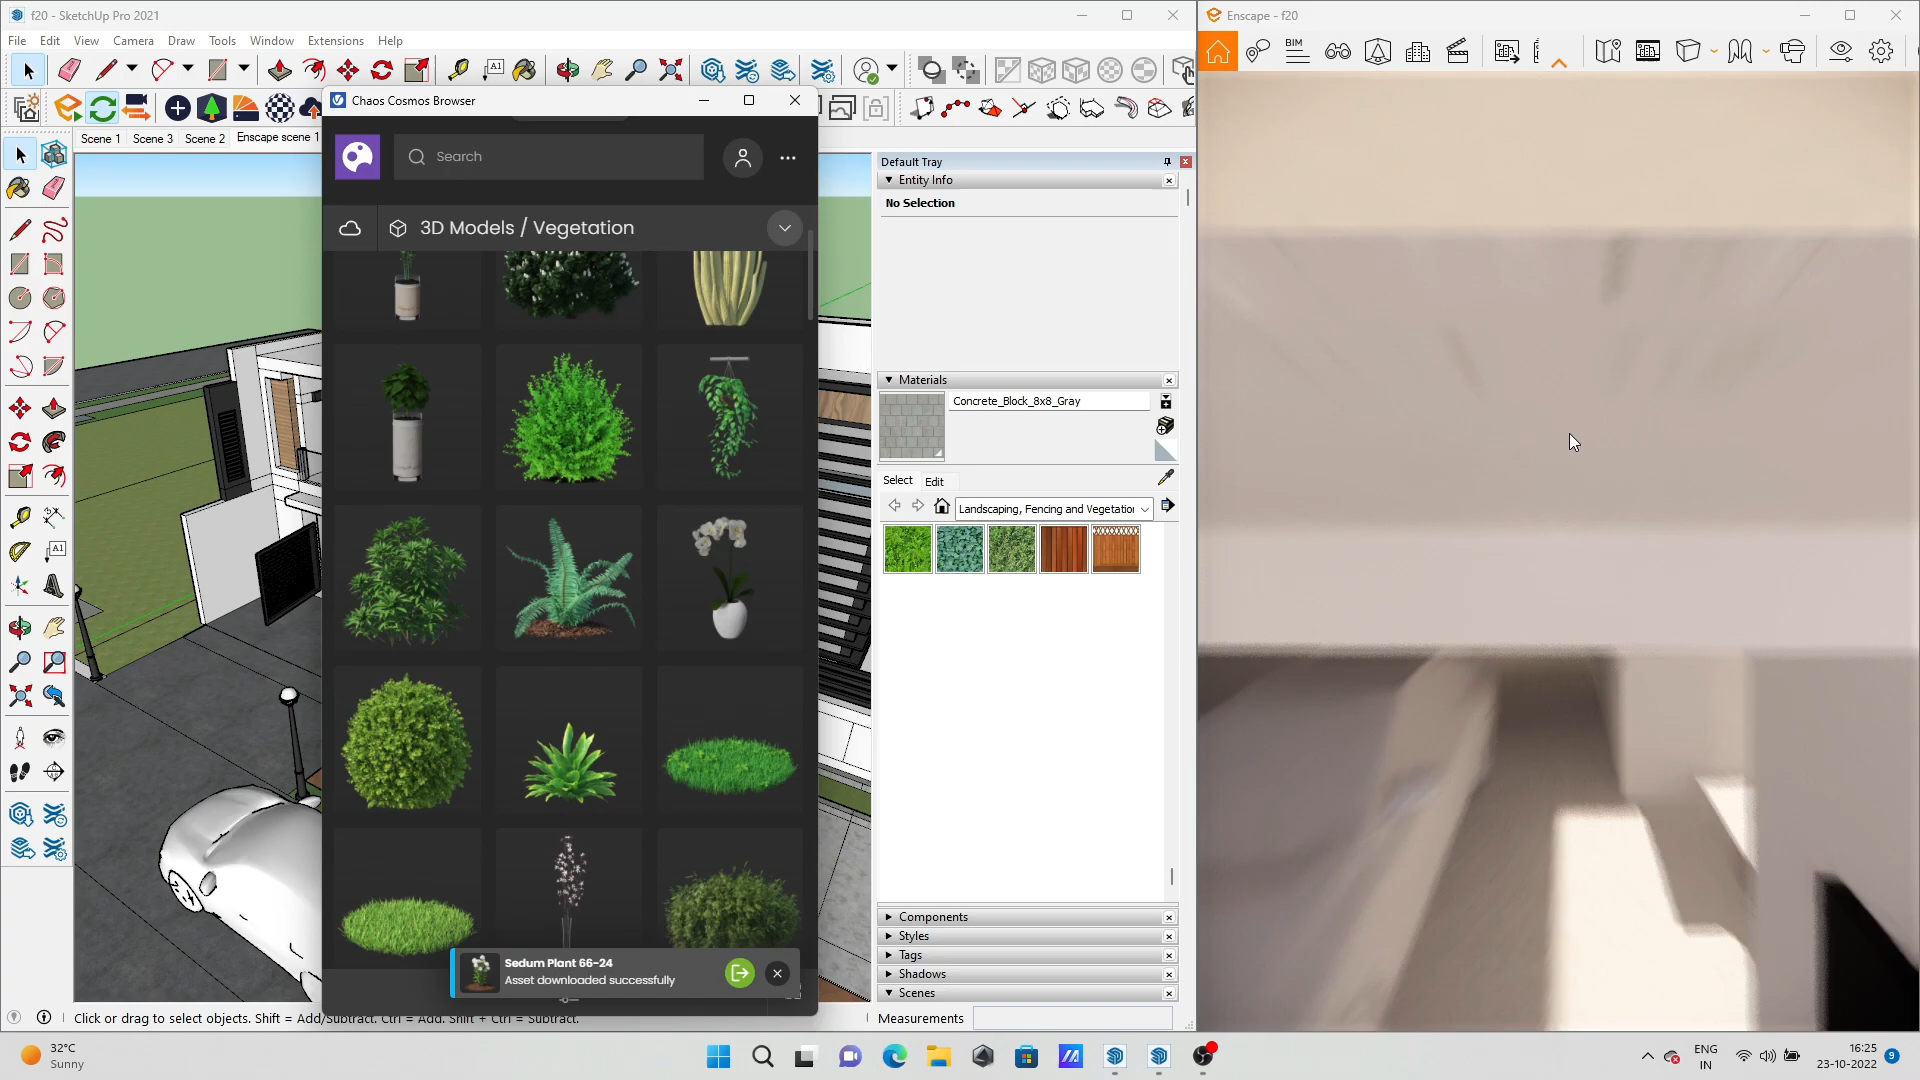 f20 - SketchUp Pro 2021
File Edit View Camera Draw Tools Window Extensions Help
Scene 1 Scene 3 Scene 2 Enscape scene 1
Chaos Cosmos Browser
Search
3D Models / Vegetation
Sedum Plant 66-24
Asset downloaded successfully
Default Tray
Entity Info
No Selection
Materials
Concrete_Block_8x8_Gray
Select Edit
Landscaping, Fencing and Vegetation
Components
Styles
Tags
Shadows
Scenes
Click or drag to select objects. Shift = Add/Subtract. Ctrl = Add. Shift + Ctrl = Subtract.
Measurements
Enscape - f20
BIM
32°C
Sunny
ENG
IN
16:25
23-10-2022
9